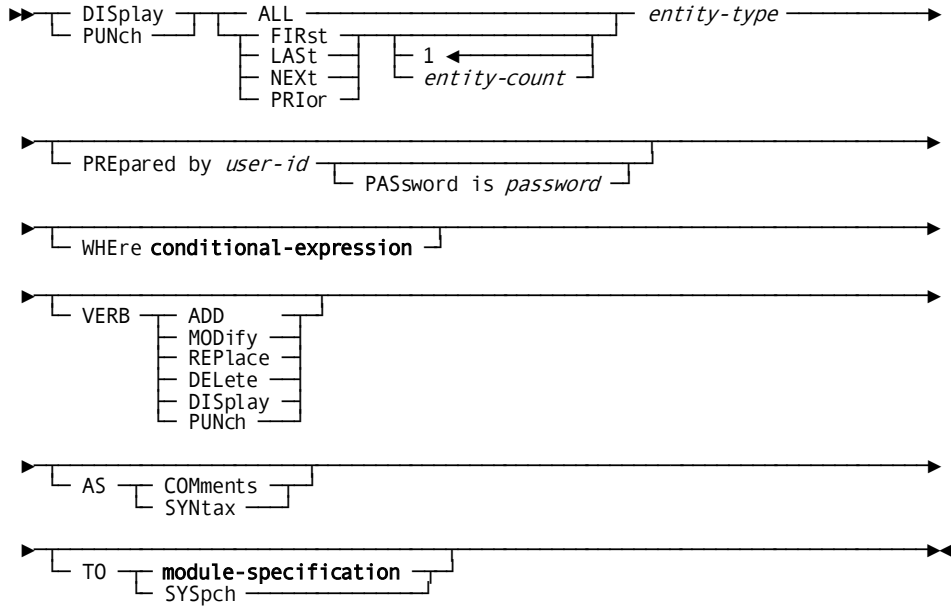 DISplay ALL entity-type
PUNch FIRst
LASt 1
NEXt entity-count
PRIor
PREpared by user-id
PASsword is password
WHEre conditional-expression
VERB ADD
MODify
REPlace
DELete
DISplay
PUNch
AS COMments
SYNtax
TO module-specification
SYSpch